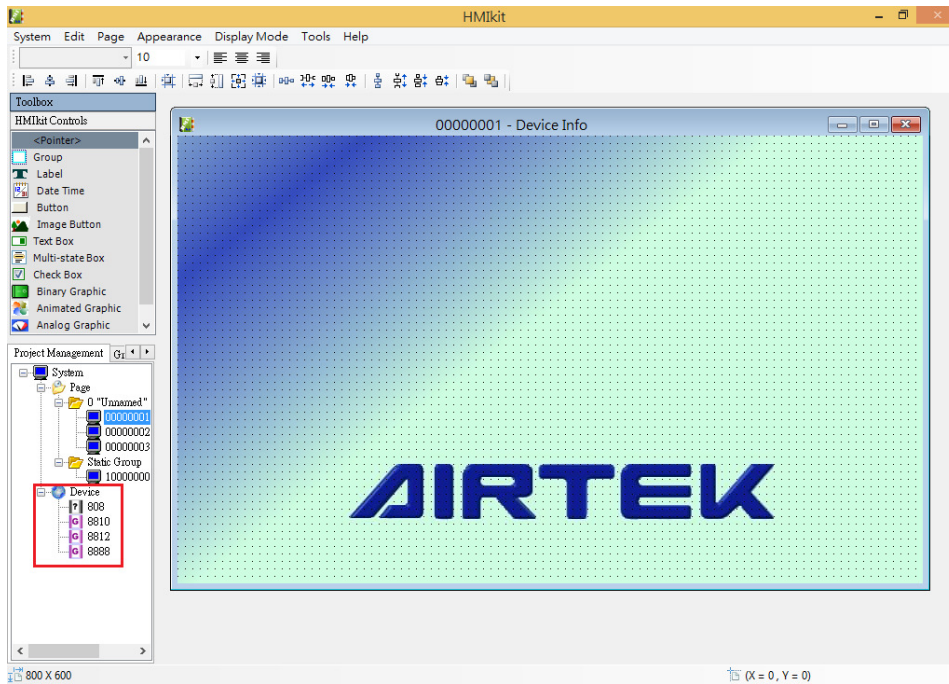 HMIkit
System Edit Page Appearance Display Mode Tools Help
10
Toolbox
HMIkit Controls
<Pointer>
Group
Label
Date Time
Button
Image Button
Text Box
Multi-state Box
Check Box
Binary Graphic
Animated Graphic
Analog Graphic
Project Management
System
Page
0 "Unnamed"
00000001
00000002
00000003
Static Group
10000000
Device
808
8810
8812
8888
00000001 - Device Info
AIRTEK
800 X 600
(X = 0 , Y = 0)